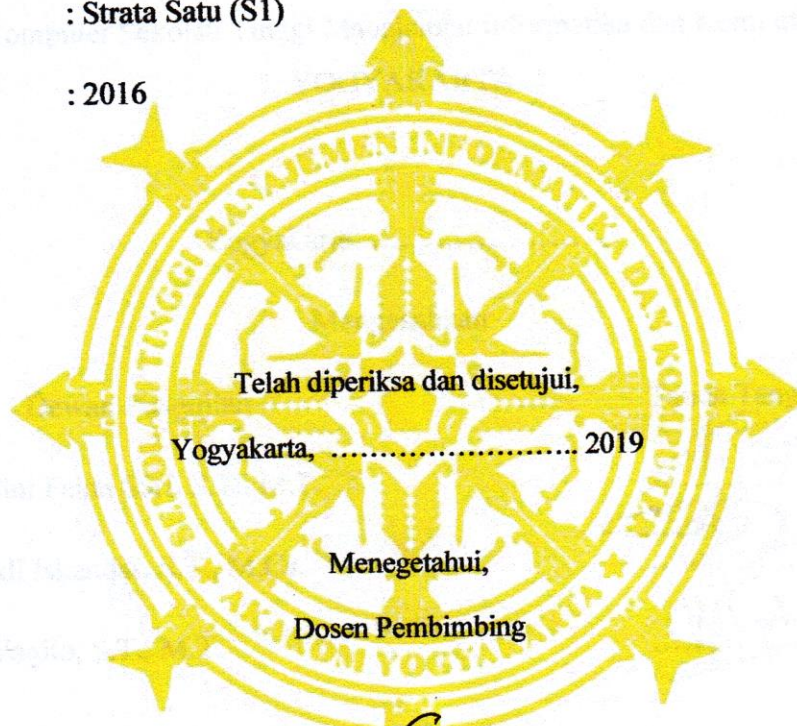 : Strata Satu (S1)
: 2016
SEKOLAH TINGGI MANAJEMEN INFORMATIKA DAN KOMPUTER
Telah diperiksa dan disetujui,
Yogyakarta, ............................ 2019
Menegetahui,
Dosen Pembimbing
AKAKOM YOGYAKARTA